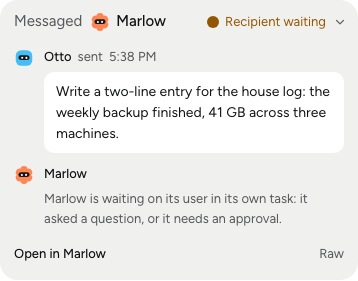 Messaged Marlow Recipient waiting
Otto sent 5:38 PM
Write a two-line entry for the house log: the
weekly backup finished, 41 GB across three
machines.
Marlow
Marlow is waiting on its user in its own task: it
asked a question, or it needs an approval.
Open in Marlow Raw